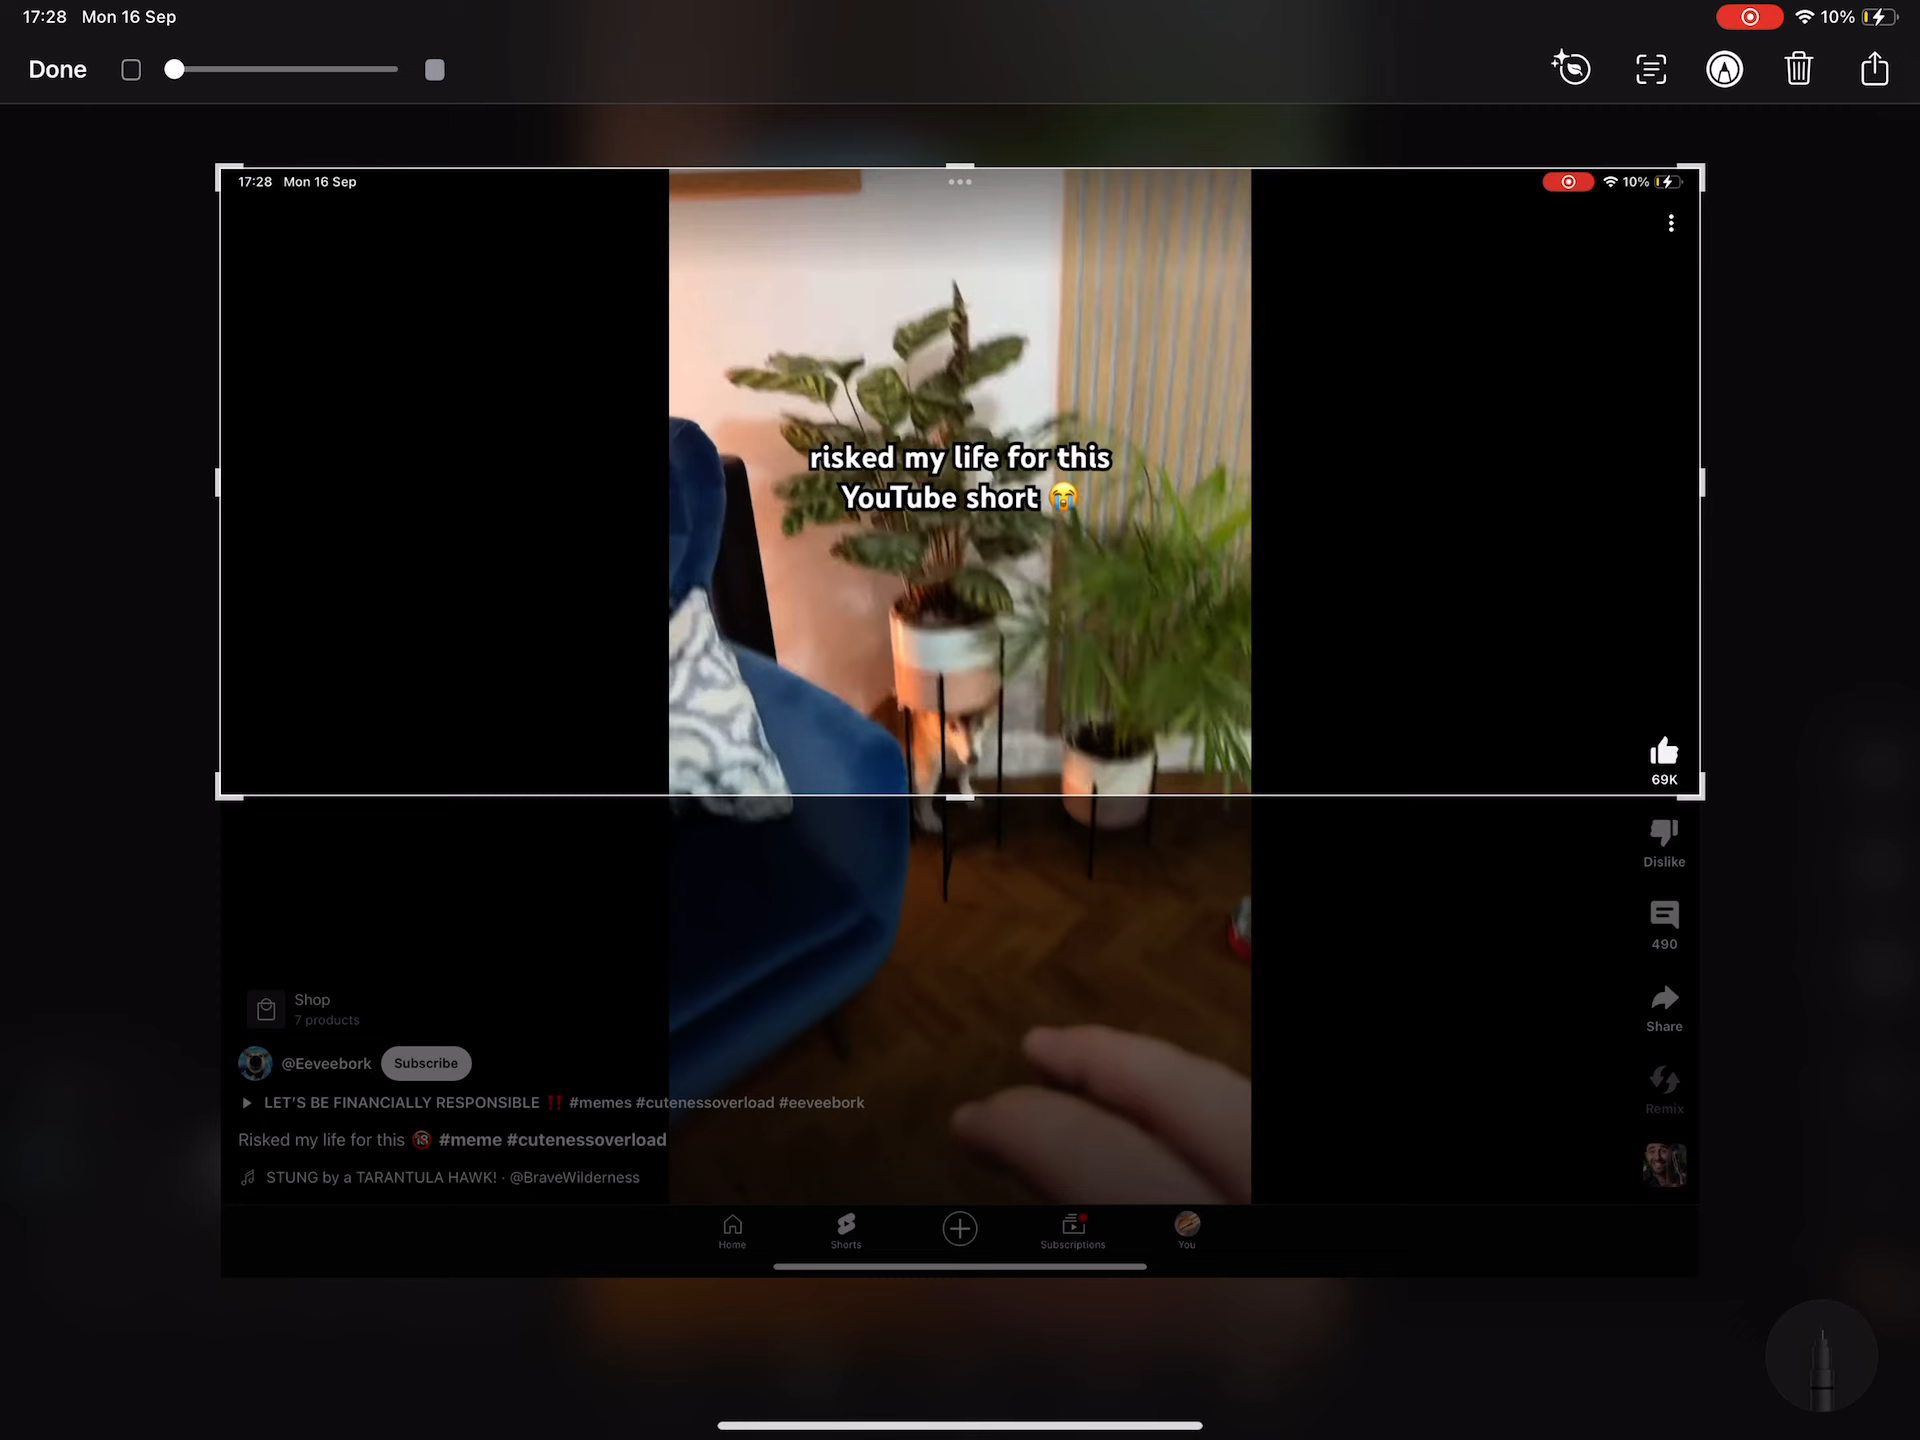 17:28 Mon 16 Sep
10%
Done
17:28 Mon 16 Sep
10%
risked my life for this
YouTube short 😭
69K
Dislike
490
Share
Remix
Shop
7 products
@Eeveebork Subscribe
LET'S BE FINANCIALLY RESPONSIBLE ‼️ #memes #cutenessoverload #eeveebork
Risked my life for this 🔞 #meme #cutenessoverload
STUNG by a TARANTULA HAWK! · @BraveWilderness
Home
Shorts
Subscriptions
You